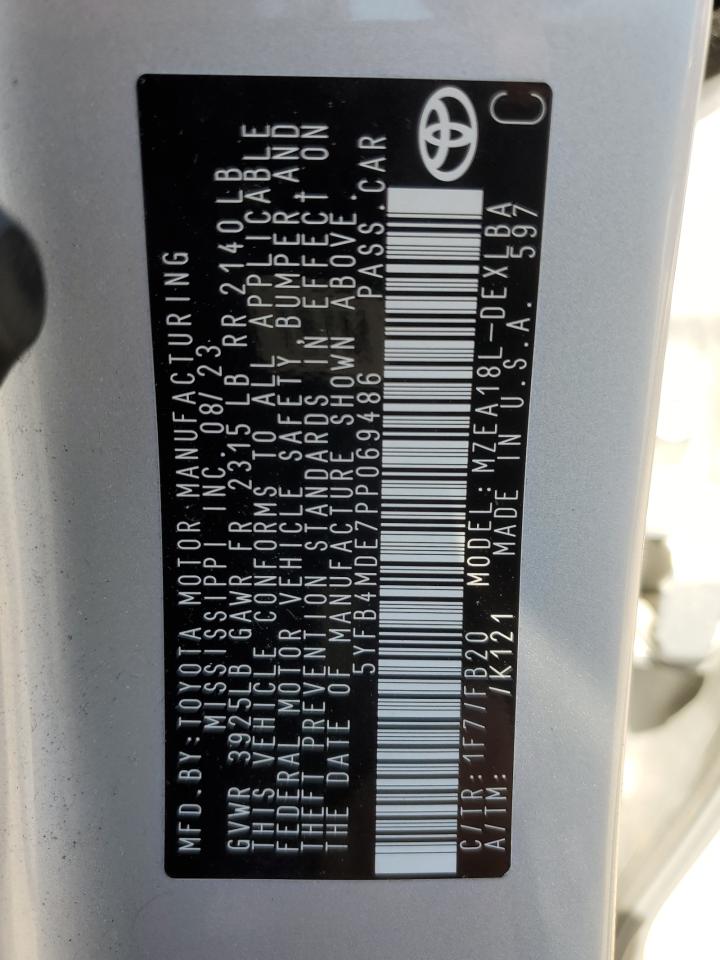 MFD.BY:TOYOTA MOTOR MANUFACTURING
MISSISSIPPI INC. 08/23
GVWR 3925LB GAWR FR 2315 LB RR 2140LB
THIS VEHICLE CONFORMS TO ALL APPLICABLE
FEDERAL MOTOR VEHICLE SAFETY, BUMPER, AND
THEFT PREVENTION STANDARDS IN EFFECT ON
THE DATE OF MANUFACTURE SHOWN ABOVE.
5YFB4MDE7PP069486 PASS.CAR
C/TR: 1F7/FB20 MODEL: MZEA18L-DEXLBA
A/TM: /K121 MADE IN U.S.A. 597
C